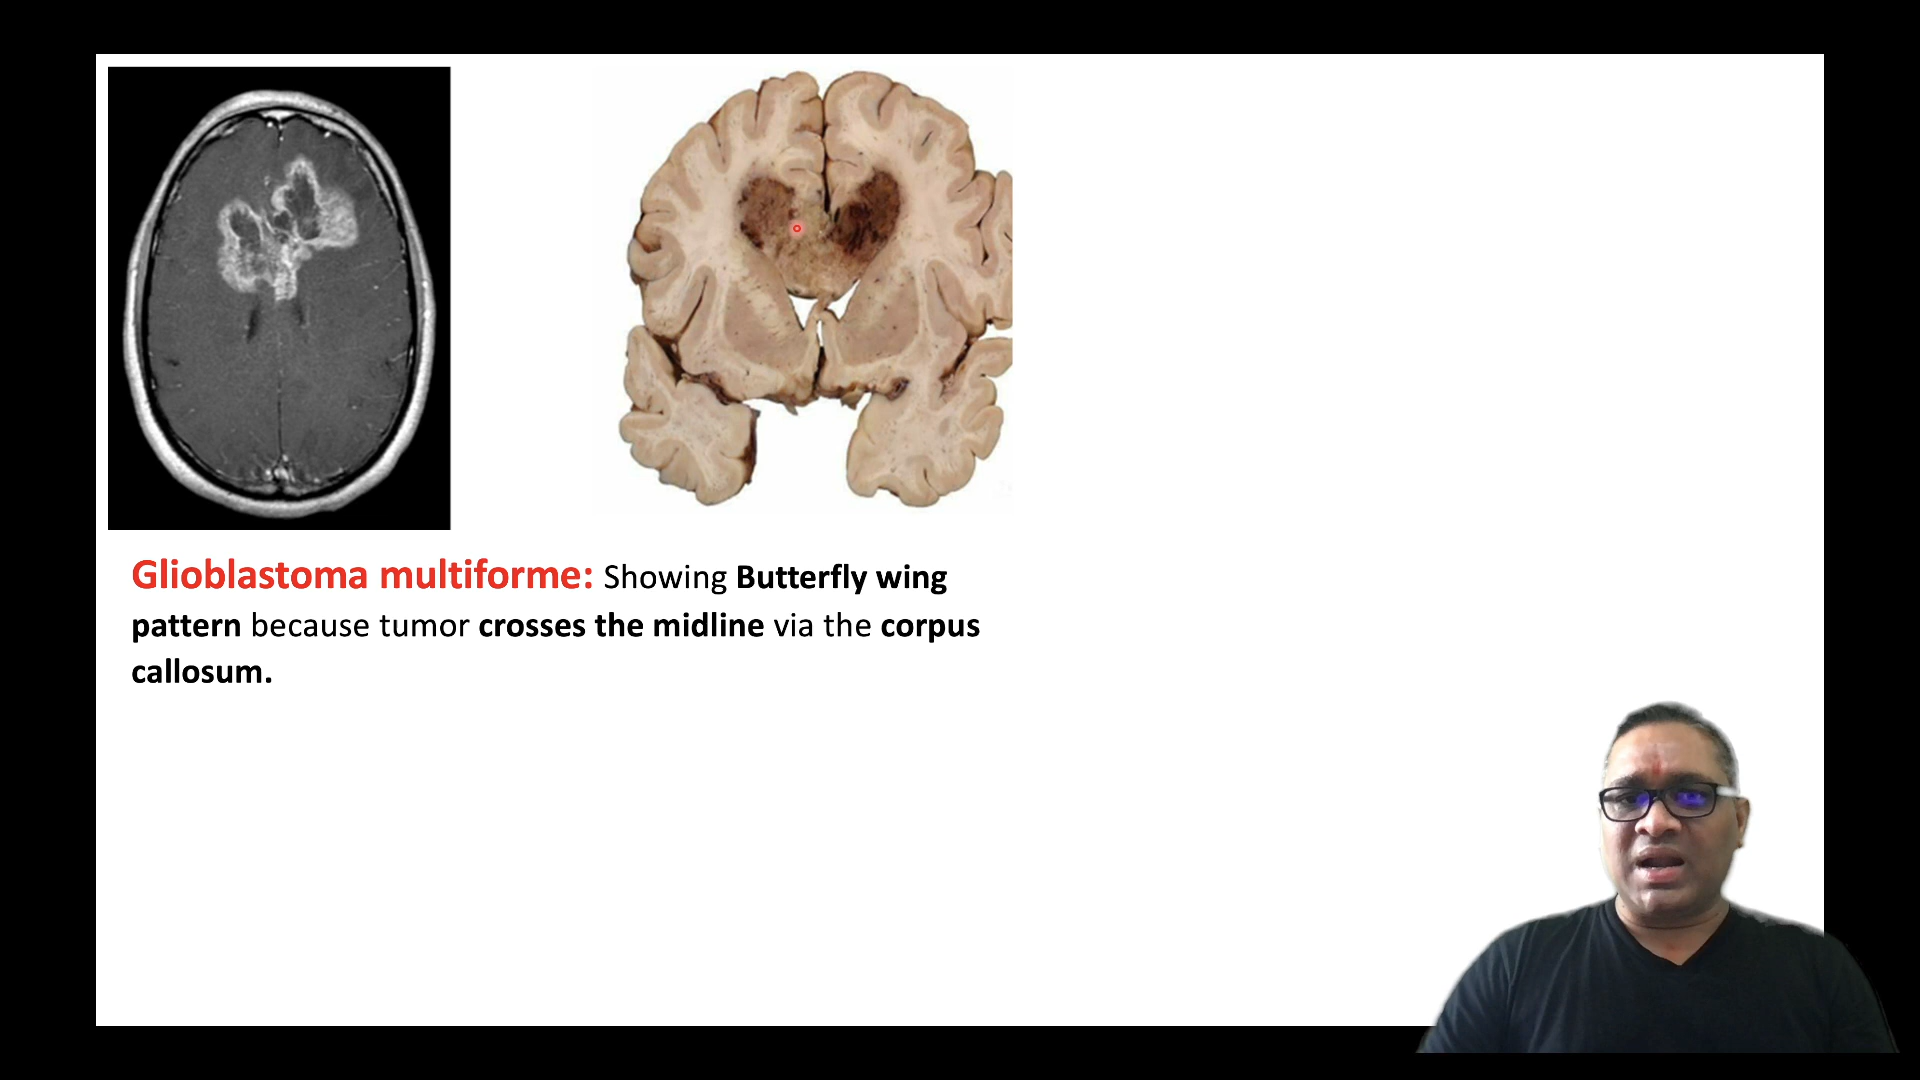 Glioblastoma multiforme: Showing Butterfly wing
pattern because tumor crosses the midline via the corpus
callosum.